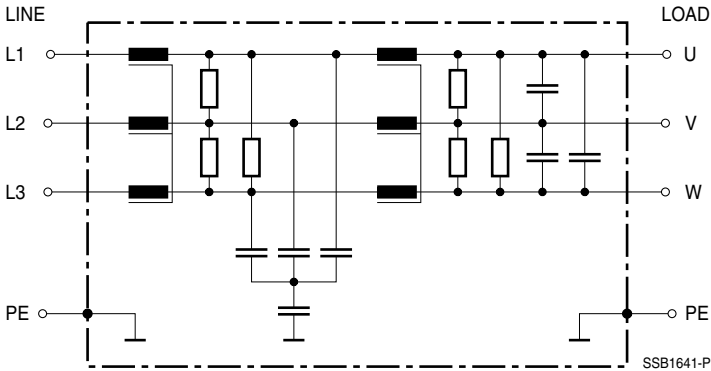 LINE LOAD
L1 U
L2 V
L3 W
PE PE
SSB1641-P